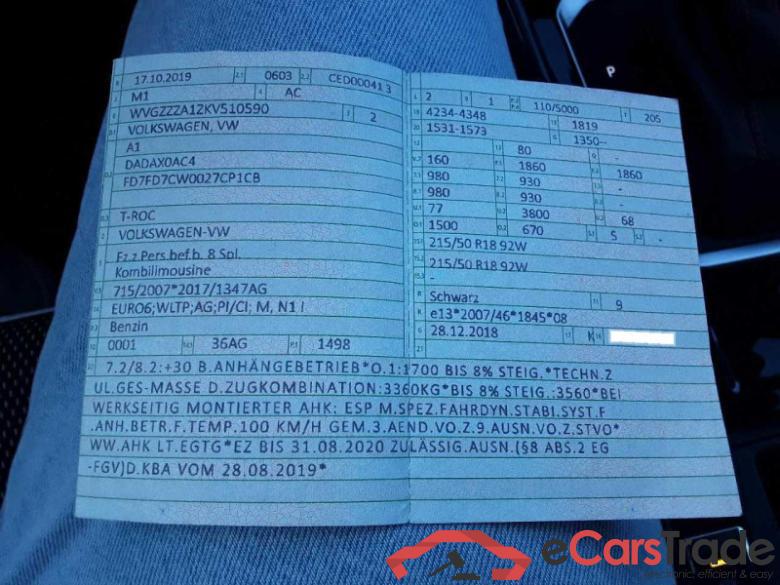 17.10.2019 0603 CED000413
M1 AC
WVGZZZA1ZKV510590 2
VOLKSWAGEN, VW
A1
DADAX0AC4
FD7FD7CW0027CP1CB
T-ROC
VOLKSWAGEN-VW
Fz.z.Pers.bef.b. 8 Spl.
Kombilimousine
715/2007*2017/1347AG
EURO6;WLTP;AG;PI/CI; M, N1 I
Benzin
0001 36AG 1498
2 1 110/5000 205
4234-4348 1819
1531-1573 1350--
80 -
160 1860 1860
980 930 -
980 930 -
77 3800 68
1500 670 5 -
215/50 R18 92W
215/50 R18 92W
-
Schwarz 9
e13*2007/46*1845*08
28.12.2018 K
7.2/8.2:+30 B.ANHÄNGEBETRIEB*O.1:1700 BIS 8% STEIG.*TECHN.Z
UL.GES-MASSE D.ZUGKOMBINATION:3360KG*BIS 8% STEIG.:3560*BEI
WERKSEITIG MONTIERTER AHK: ESP M.SPEZ.FAHRDYN.STABI.SYST.F
.ANH.BETR.F.TEMP.100 KM/H GEM.3.AEND.VO.Z.9.AUSN.VO.Z.STVO*
WW.AHK LT.EGTG*EZ BIS 31.08.2020 ZULÄSSIG.AUSN.(§8 ABS.2 EG
-FGV)D.KBA VOM 28.08.2019*
P
eCarsTrade
efficient & easy